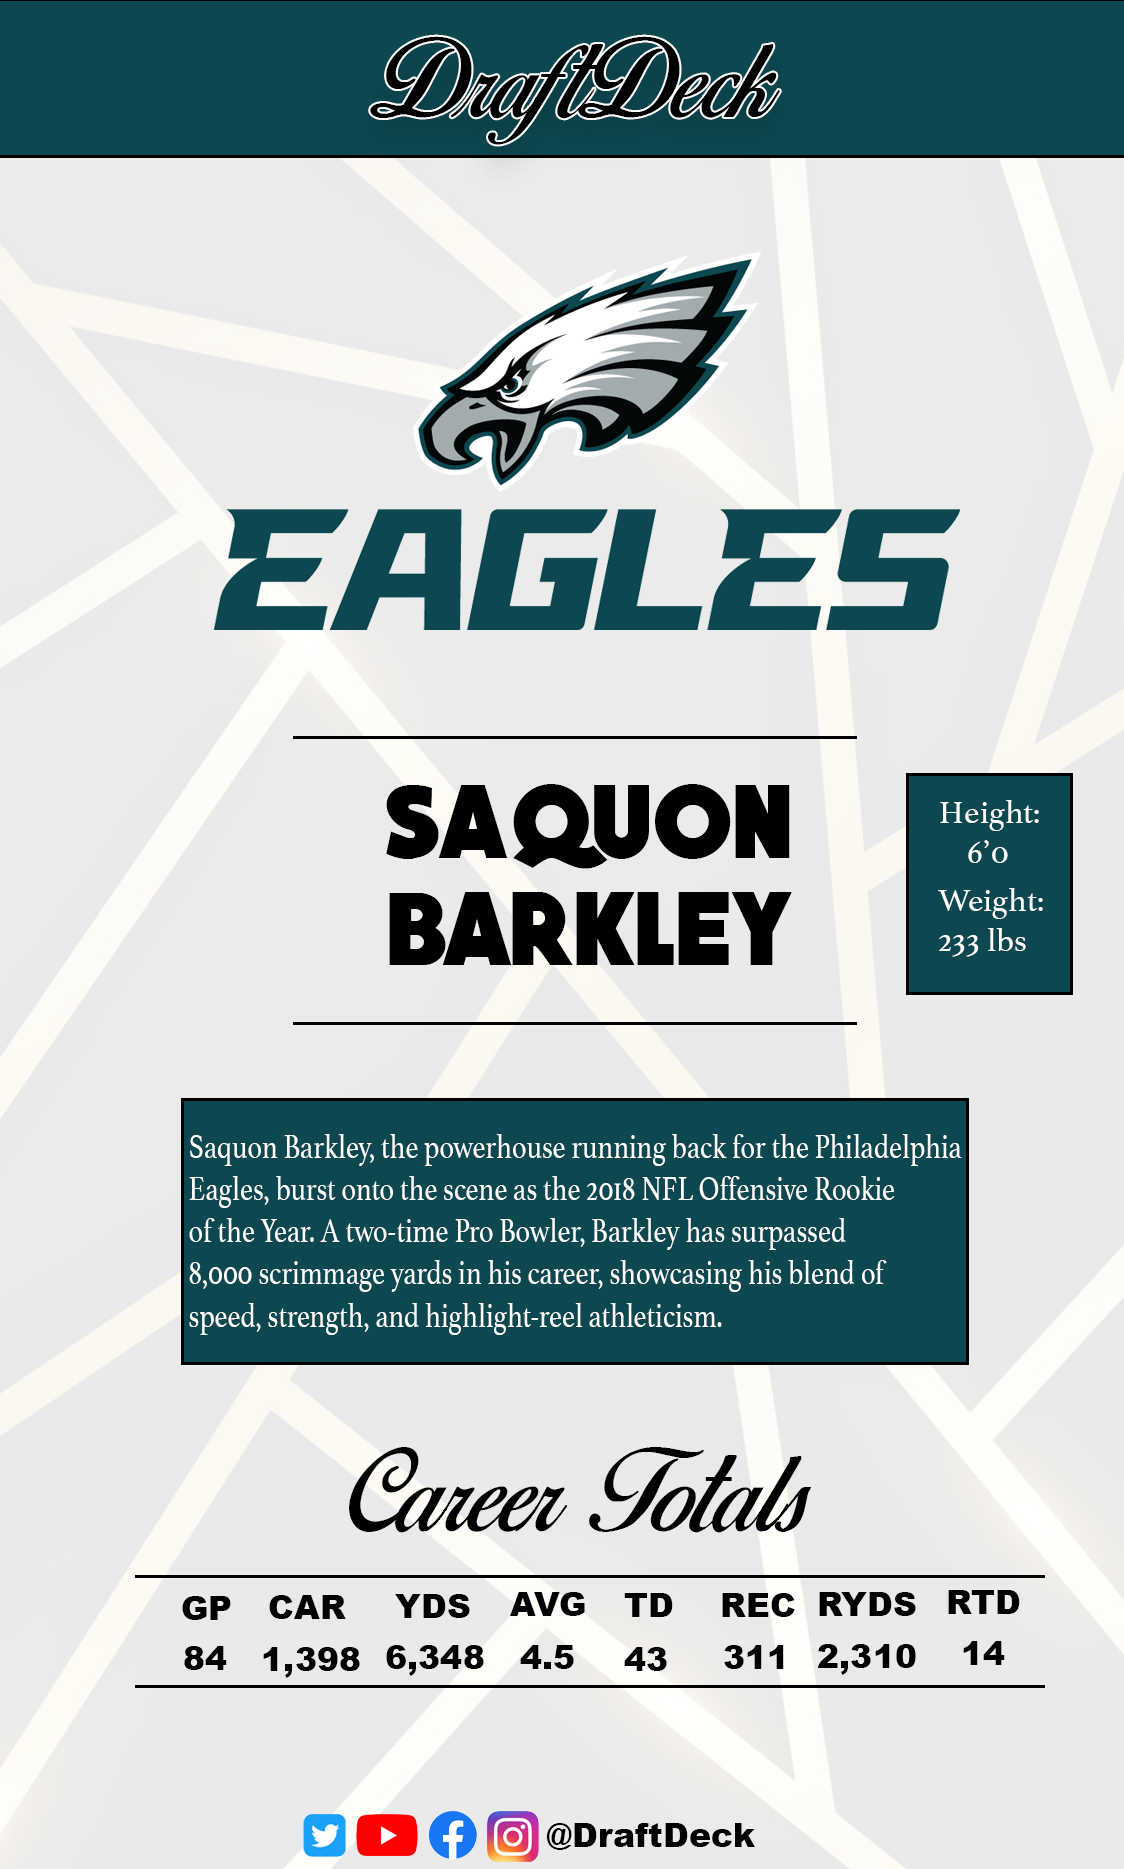 DraftDeck
EAGLES
SAQUON
BARKLEY
Height:
6’0
Weight:
233 lbs
Saquon Barkley, the powerhouse running back for the Philadelphia
Eagles, burst onto the scene as the 2018 NFL Offensive Rookie
of the Year. A two-time Pro Bowler, Barkley has surpassed
8,000 scrimmage yards in his career, showcasing his blend of
speed, strength, and highlight-reel athleticism.
Career Totals
GP CAR YDS AVG TD REC RYDS RTD
84 1,398 6,348 4.5 43 311 2,310 14
@DraftDeck